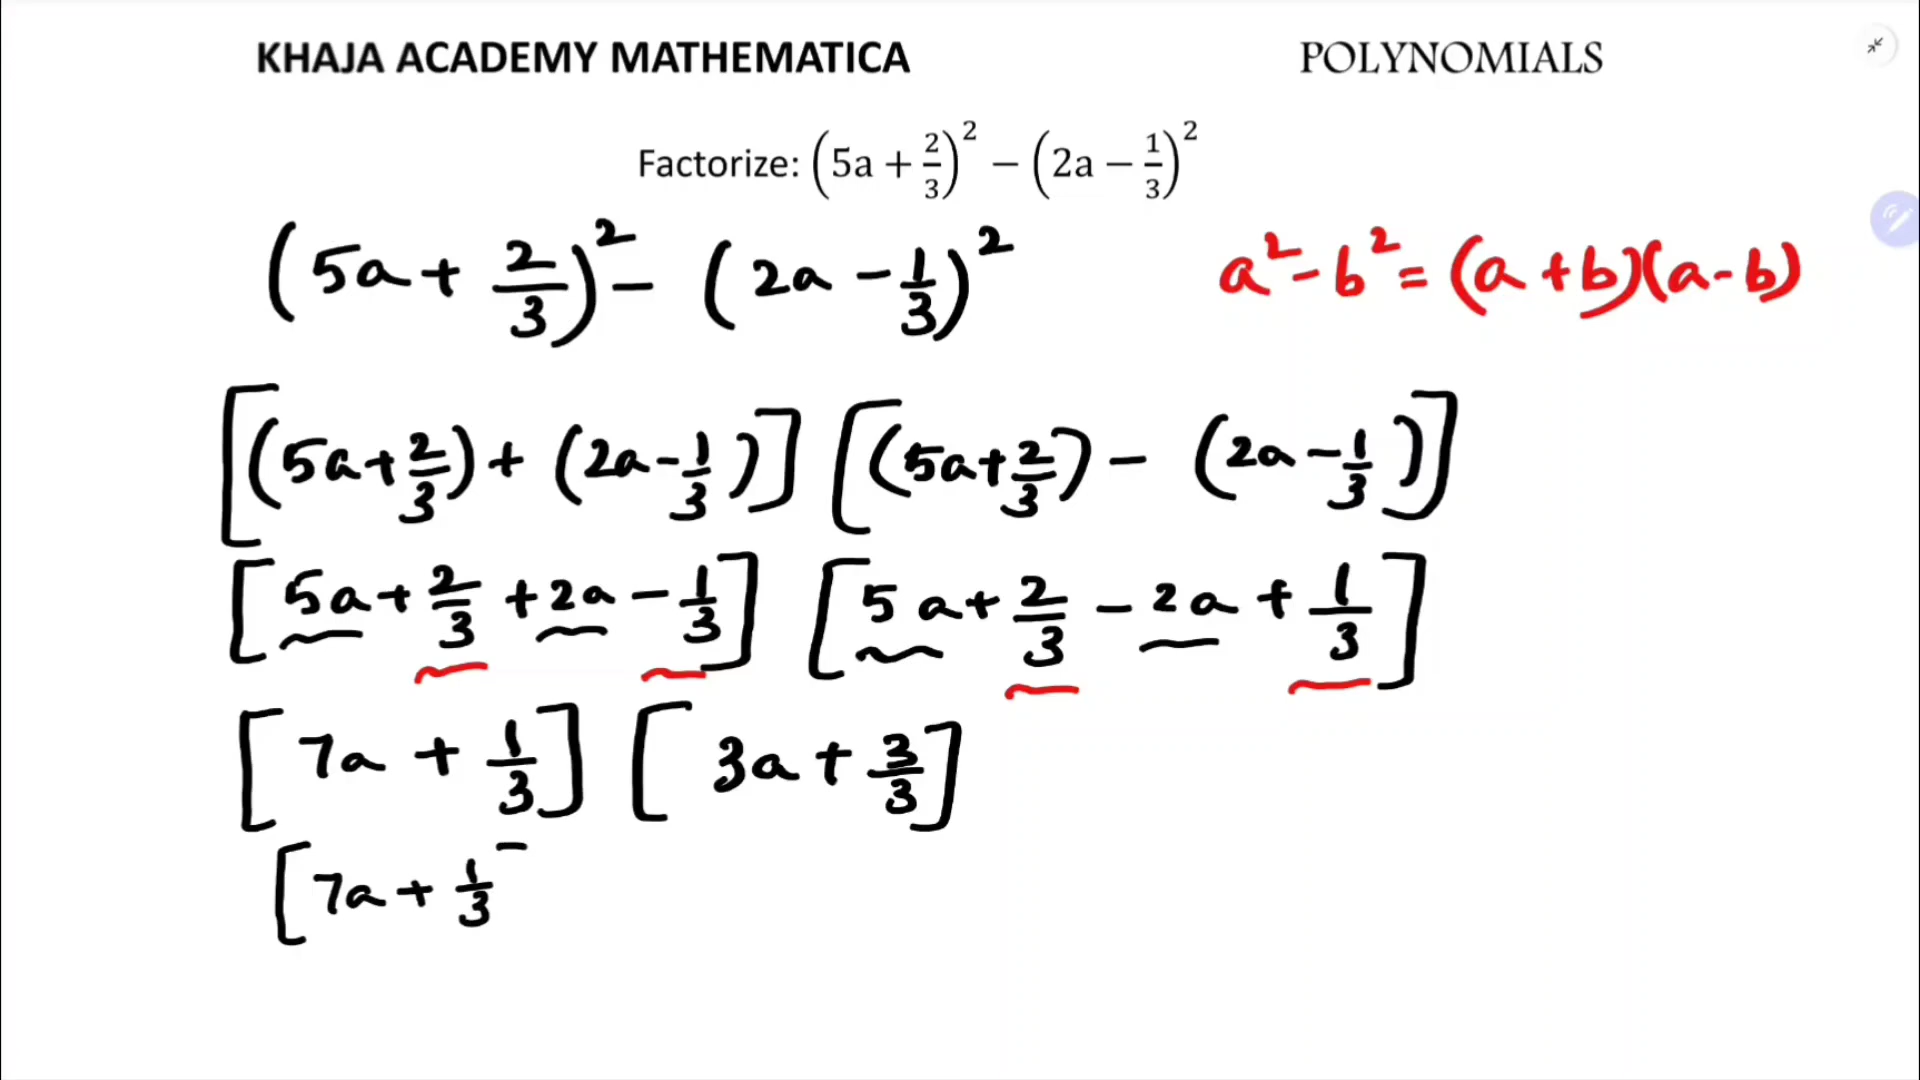 KHAJA ACADEMY MATHEMATICA POLYNOMIALS
Factorize: (5a + 2/3)² − (2a − 1/3)²
(5a + 2/3)² − (2a − 1/3)² a² − b² = (a + b)(a − b)
[(5a + 2/3) + (2a − 1/3)] [(5a + 2/3) − (2a − 1/3)]
[5a + 2/3 + 2a − 1/3] [5a + 2/3 − 2a + 1/3]
[7a + 1/3] [3a + 3/3]
[7a + 1/3